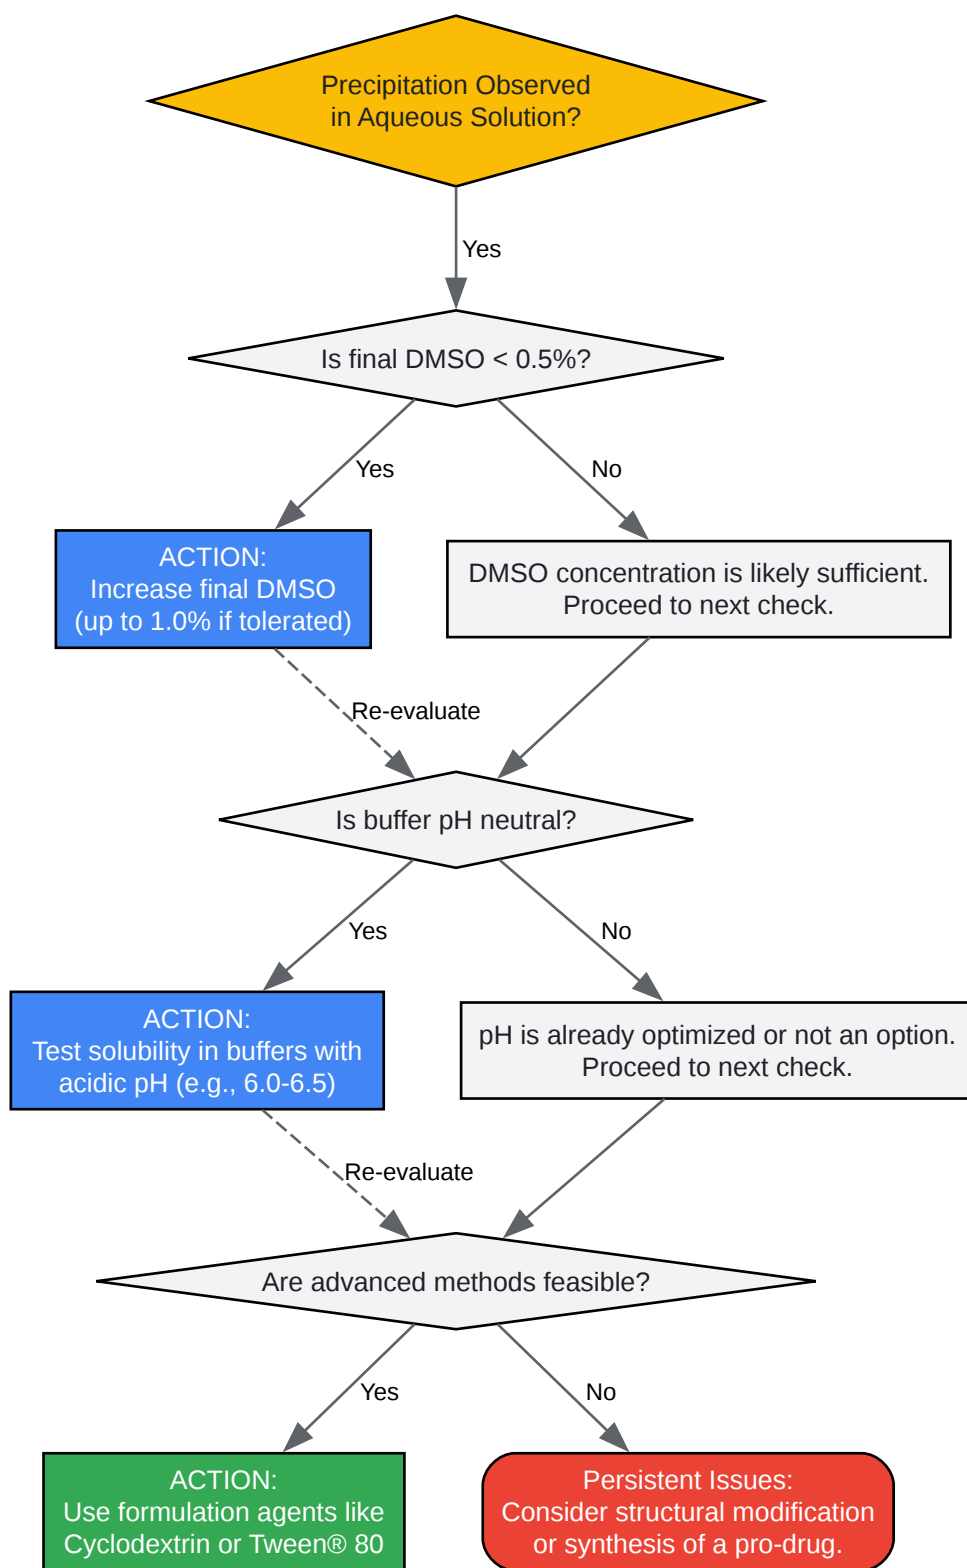 Precipitation Observed
in Aqueous Solution?
Yes
Is final DMSO < 0.5%?
Yes
No
ACTION:
Increase final DMSO
(up to 1.0% if tolerated)
DMSO concentration is likely sufficient.
Proceed to next check.
Re-evaluate
Is buffer pH neutral?
Yes
No
ACTION:
Test solubility in buffers with
acidic pH (e.g., 6.0-6.5)
pH is already optimized or not an option.
Proceed to next check.
Re-evaluate
Are advanced methods feasible?
Yes
No
ACTION:
Use formulation agents like
Cyclodextrin or Tween® 80
Persistent Issues:
Consider structural modification
or synthesis of a pro-drug.